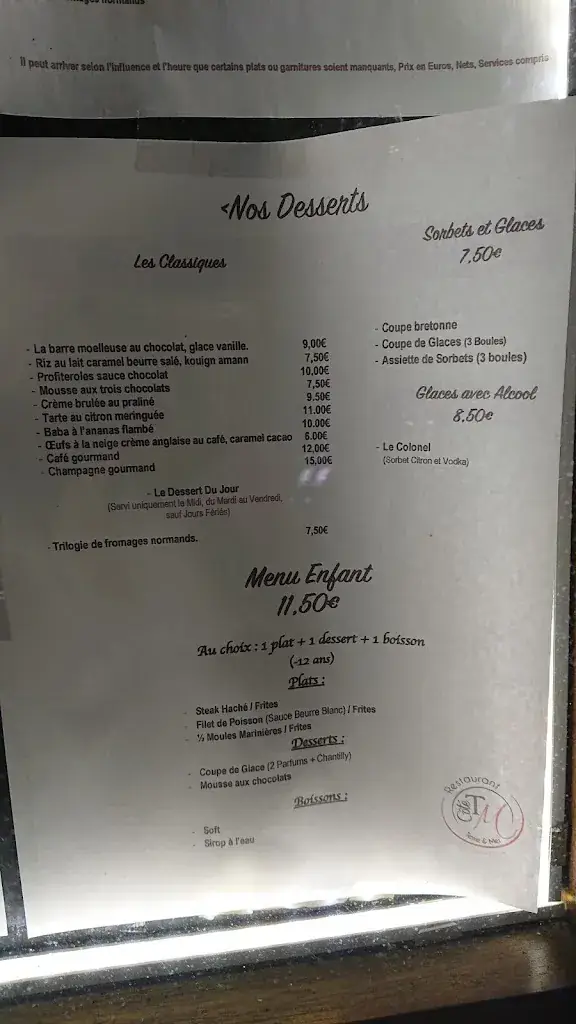 Il peut arriver selon l'influence et l'heure que certains plats ou garnitures soient manquants, Prix en Euros, Nets, Services compris
Nos Desserts
Les Classiques
- La barre moelleuse au chocolat, glace vanille. 9,00€
- Riz au lait caramel beurre salé, kouign amann 7,50€
- Profiteroles sauce chocolat 10,00€
- Mousse aux trois chocolats 7,50€
- Crème brulée au praliné 9.50€
- Tarte au citron meringuée 11.00€
- Baba à l'ananas flambé 10.00€
- Œufs à la neige crème anglaise au café, caramel cacao 6.00€
- Café gourmand 12,00€
- Champagne gourmand 15,00€
- Le Dessert Du Jour
(Servi uniquement le Midi, du Mardi au Vendredi,
sauf Jours Fériés)
7,50€
- Trilogie de fromages normands.
Sorbets et Glaces
7,50€
- Coupe bretonne
- Coupe de Glaces (3 Boules)
- Assiette de Sorbets (3 boules)
Glaces avec Alcool
8,50€
- Le Colonel
(Sorbet Citron et Vodka)
Menu Enfant
11,50€
Au choix : 1 plat + 1 dessert + 1 boisson
(-12 ans)
Plats :
- Steak Haché / Frites
- Filet de Poisson (Sauce Beurre Blanc) / Frites
- ½ Moules Marinières / Frites
Desserts :
- Coupe de Glace (2 Parfums + Chantilly)
- Mousse aux chocolats
Boissons :
- Soft
- Sirop à l'eau
Restaurant
Côté
TMC
Terre & Mer